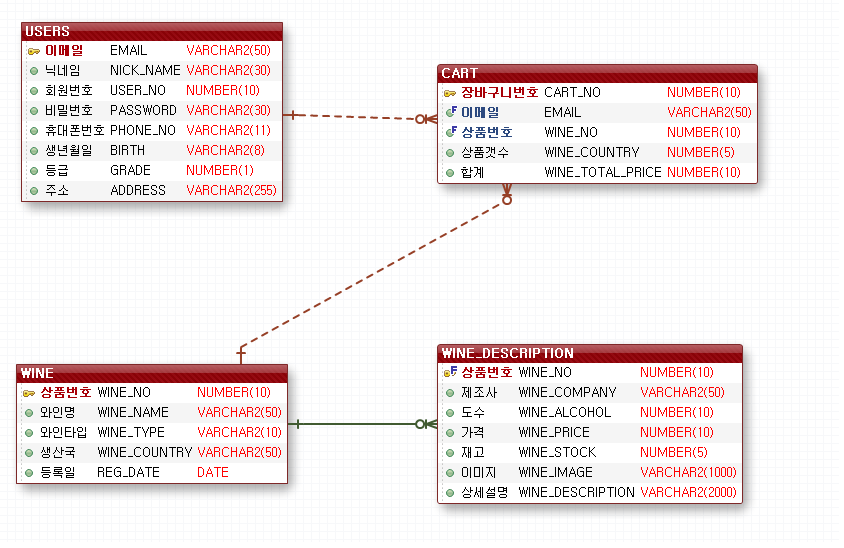 USERS
이메일 EMAIL VARCHAR2(50)
닉네임 NICK_NAME VARCHAR2(30)
회원번호 USER_NO NUMBER(10)
비밀번호 PASSWORD VARCHAR2(30)
휴대폰번호 PHONE_NO VARCHAR2(11)
생년월일 BIRTH VARCHAR2(8)
등급 GRADE NUMBER(1)
주소 ADDRESS VARCHAR2(255)
CART
장바구니번호 CART_NO NUMBER(10)
이메일 EMAIL VARCHAR2(50)
상품번호 WINE_NO NUMBER(10)
상품갯수 WINE_COUNTRY NUMBER(5)
합계 WINE_TOTAL_PRICE NUMBER(10)
WINE
상품번호 WINE_NO NUMBER(10)
와인명 WINE_NAME VARCHAR2(50)
와인타입 WINE_TYPE VARCHAR2(10)
생산국 WINE_COUNTRY VARCHAR2(50)
등록일 REG_DATE DATE
WINE_DESCRIPTION
상품번호 WINE_NO NUMBER(10)
제조사 WINE_COMPANY VARCHAR2(50)
도수 WINE_ALCOHOL NUMBER(10)
가격 WINE_PRICE NUMBER(10)
재고 WINE_STOCK NUMBER(5)
이미지 WINE_IMAGE VARCHAR2(1000)
상세설명 WINE_DESCRIPTION VARCHAR2(2000)